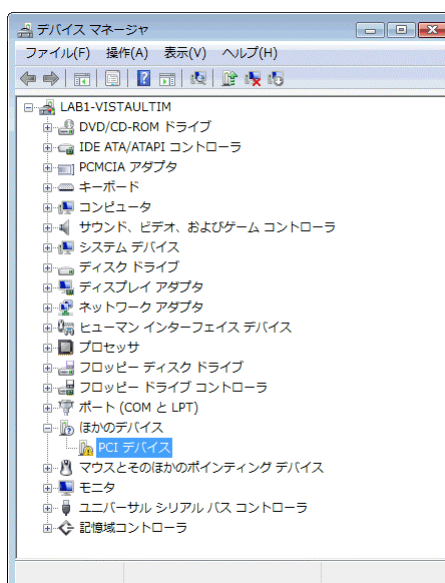 デバイス マネージャ
ファイル(F) 操作(A) 表示(V) ヘルプ(H)
LAB1-VISTAULTIM
DVD/CD-ROM ドライブ
IDE ATA/ATAPI コントローラ
PCMCIA アダプタ
キーボード
コンピュータ
サウンド、ビデオ、およびゲーム コントローラ
システム デバイス
ディスク ドライブ
ディスプレイ アダプタ
ネットワーク アダプタ
ヒューマン インターフェイス デバイス
プロセッサ
フロッピー ディスク ドライブ
フロッピー ドライブ コントローラ
ポート (COM と LPT)
ほかのデバイス
PCI デバイス
マウスとそのほかのポインティング デバイス
モニタ
ユニバーサル シリアル バス コントローラ
記憶域コントローラ